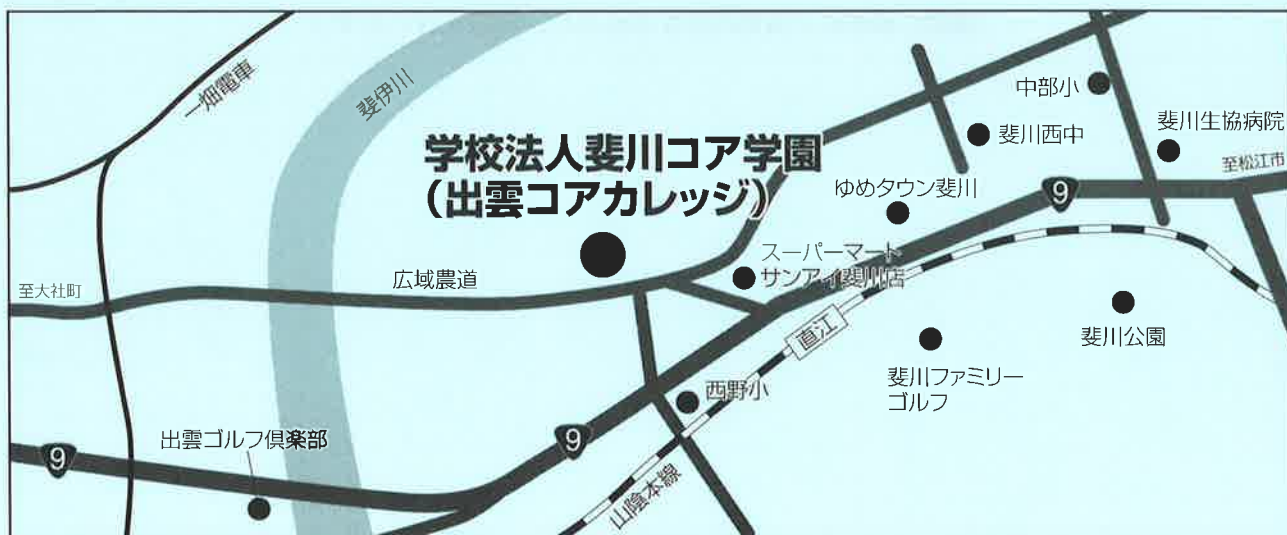 一畑電車
斐伊川
中部小
斐川西中
斐川生協病院
至松江市
学校法人斐川コア学園
(出雲コアカレッジ)
ゆめタウン斐川
9
スーパーマート
サンアイ斐川店
広域農道
至大社町
直江
斐川公園
斐川ファミリー
ゴルフ
西野小
出雲ゴルフ倶楽部
9
9
山陰本線